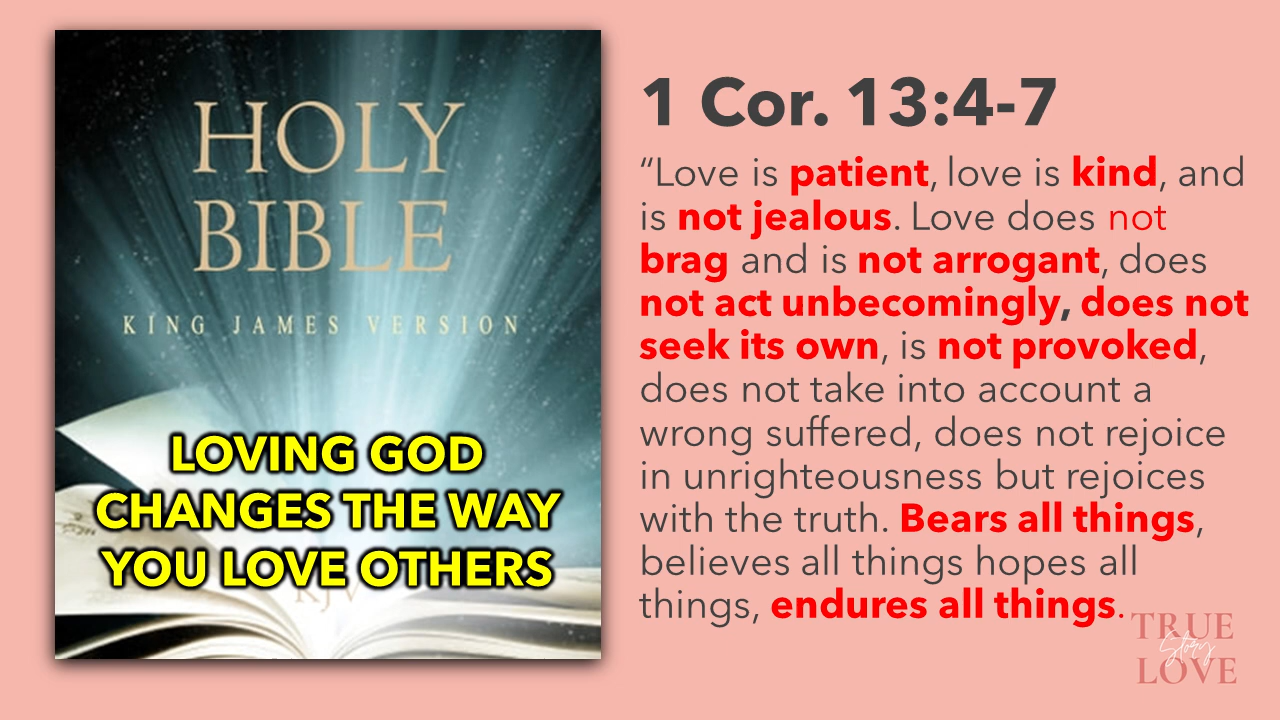 HOLY
BIBLE
KING JAMES VERSION
LOVING GOD
CHANGES THE WAY
YOU LOVE OTHERS
KJV
1 Cor. 13:4-7
“Love is patient, love is kind, and
is not jealous. Love does not
brag and is not arrogant, does
not act unbecomingly, does not
seek its own, is not provoked,
does not take into account a
wrong suffered, does not rejoice
in unrighteousness but rejoices
with the truth. Bears all things,
believes all things hopes all
things, endures all things.
TRUE
Story
LOVE